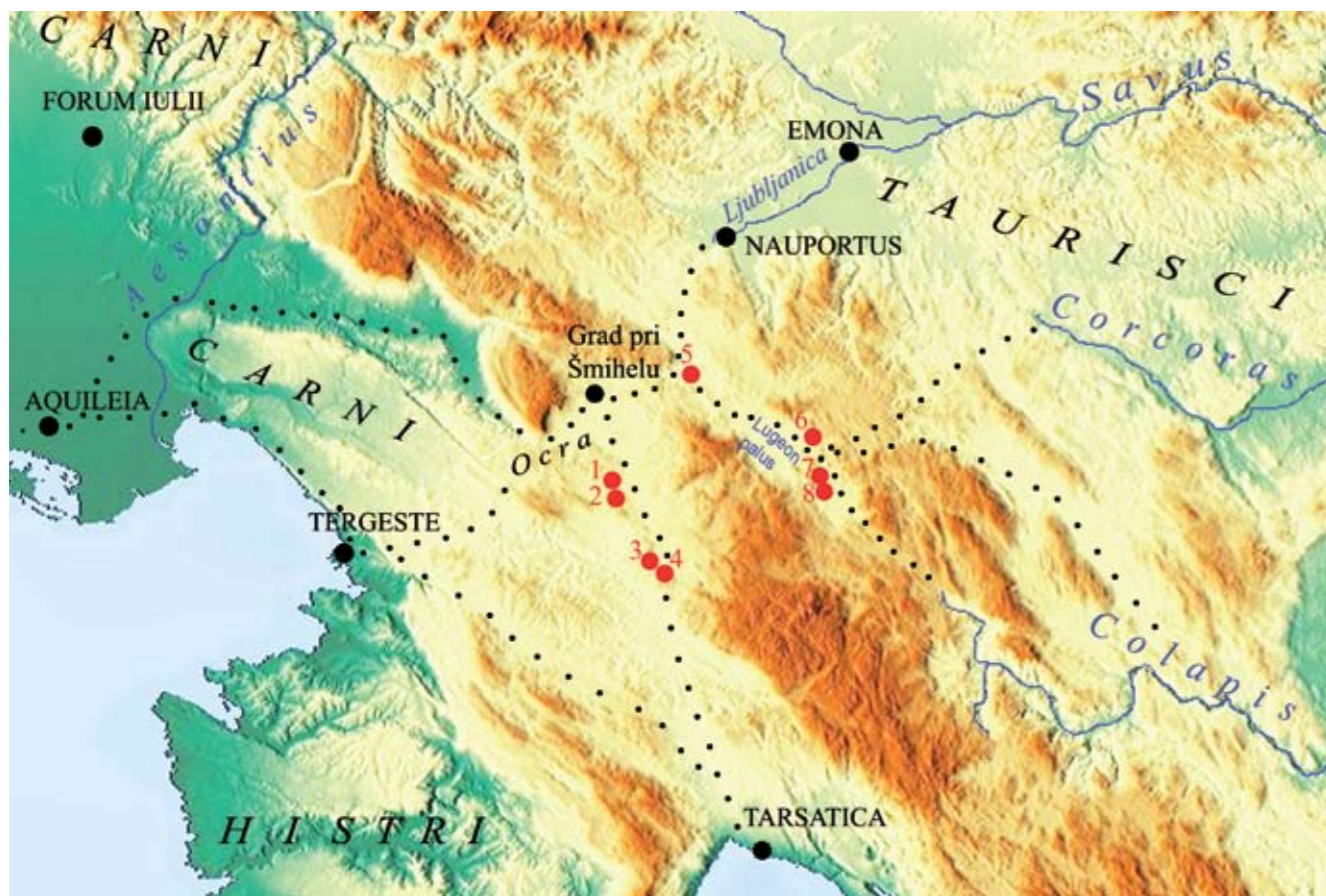 CARNI
FORUM IULII
Aesontius
Savus
EMONA
Ljubljanica
TAURISCI
NAUPORTUS
Corcoras
Grad pri
Šmihelu
5
CARNI
AQUILEIA
Ocra
Lugeon
palus
6
7
8
1
2
TERGESTE
3
4
Colapis
TARSATICA
HISTRI